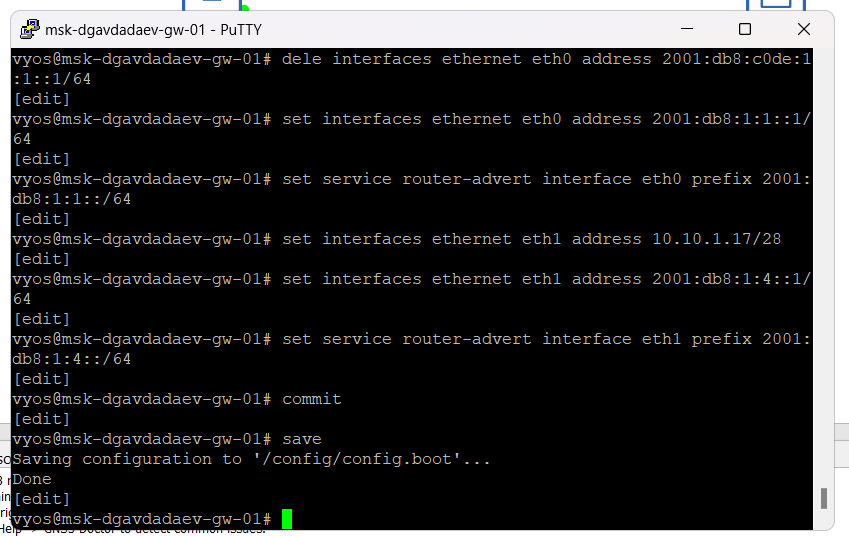 msk-dgavdadaev-gw-01 - PuTTY
vyos@msk-dgavdadaev-gw-01# dele interfaces ethernet eth0 address 2001:db8:c0de:1
:1::1/64
[edit]
vyos@msk-dgavdadaev-gw-01# set interfaces ethernet eth0 address 2001:db8:1:1::1/
64
[edit]
vyos@msk-dgavdadaev-gw-01# set service router-advert interface eth0 prefix 2001:
db8:1:1::/64
[edit]
vyos@msk-dgavdadaev-gw-01# set interfaces ethernet eth1 address 10.10.1.17/28
[edit]
vyos@msk-dgavdadaev-gw-01# set interfaces ethernet eth1 address 2001:db8:1:4::1/
64
[edit]
vyos@msk-dgavdadaev-gw-01# set service router-advert interface eth1 prefix 2001:
db8:1:4::/64
[edit]
vyos@msk-dgavdadaev-gw-01# commit
[edit]
vyos@msk-dgavdadaev-gw-01# save
Saving configuration to '/config/config.boot'...
Done
[edit]
vyos@msk-dgavdadaev-gw-01#
Help -> GNS3 Doctor to detect common issues.